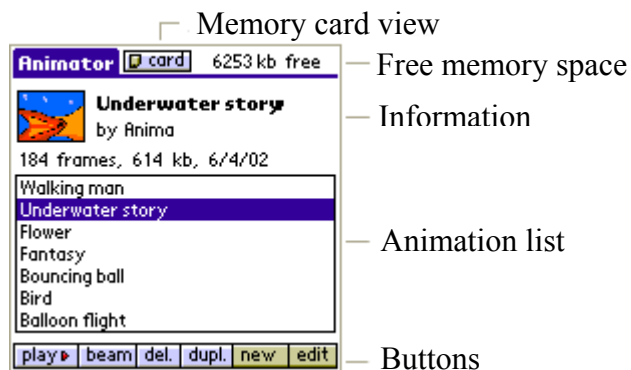 Memory card view
Animator card 6253 kb free
Free memory space
Underwater story
Information
by Anima
184 frames, 614 kb, 6/4/02
Walking man
Underwater story
Flower
Fantasy
Animation list
Bouncing ball
Bird
Balloon flight
play beam del. dupl. new edit
Buttons